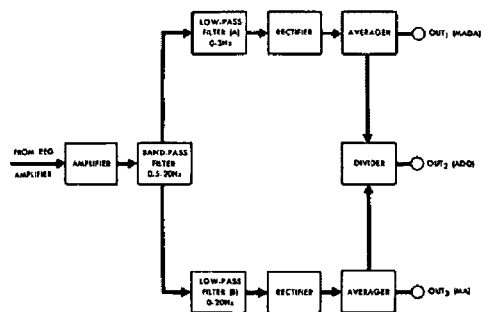 LOW-PASS
FILTER (A)
0-3Hz
RECTIFIER
AVERAGER
OUT1 (MADA)
FROM EEG
AMPLIFIER
AMPLIFIER
BAND-PASS
FILTER
0.5-20Hz
DIVIDER
OUT2 (ADO)
LOW-PASS
FILTER (B)
0-20Hz
RECTIFIER
AVERAGER
OUT3 (MA)